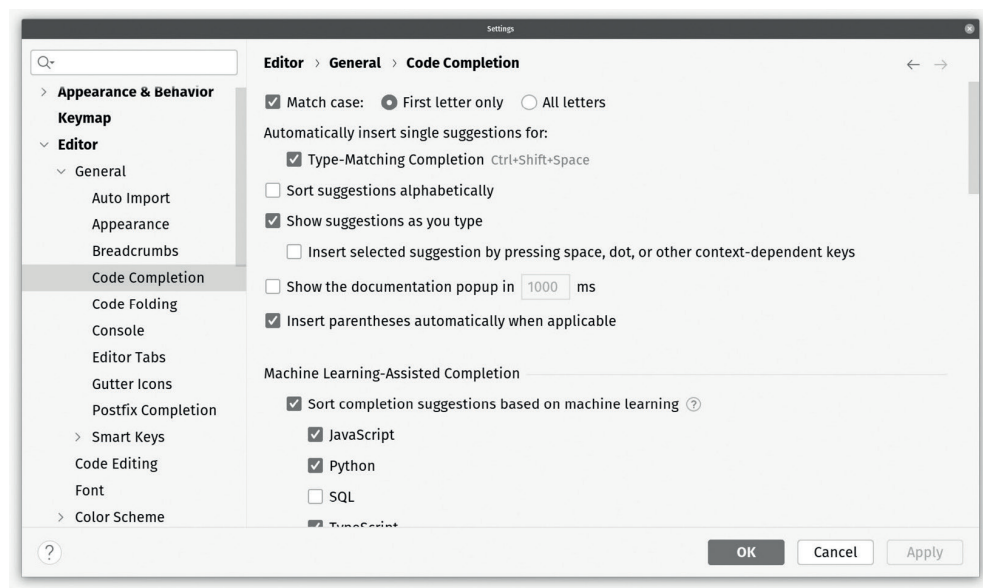 Settings
Appearance & Behavior
Keymap
Editor
General
Auto Import
Appearance
Breadcrumbs
Code Completion
Code Folding
Console
Editor Tabs
Gutter Icons
Postfix Completion
Smart Keys
Code Editing
Font
Color Scheme
Editor > General > Code Completion
Match case: First letter only All letters
Automatically insert single suggestions for:
Type-Matching Completion Ctrl+Shift+Space
Sort suggestions alphabetically
Show suggestions as you type
Insert selected suggestion by pressing space, dot, or other context-dependent keys
Show the documentation popup in 1000 ms
Insert parentheses automatically when applicable
Machine Learning-Assisted Completion
Sort completion suggestions based on machine learning ?
JavaScript
Python
SQL
TypeScript
? OK Cancel Apply